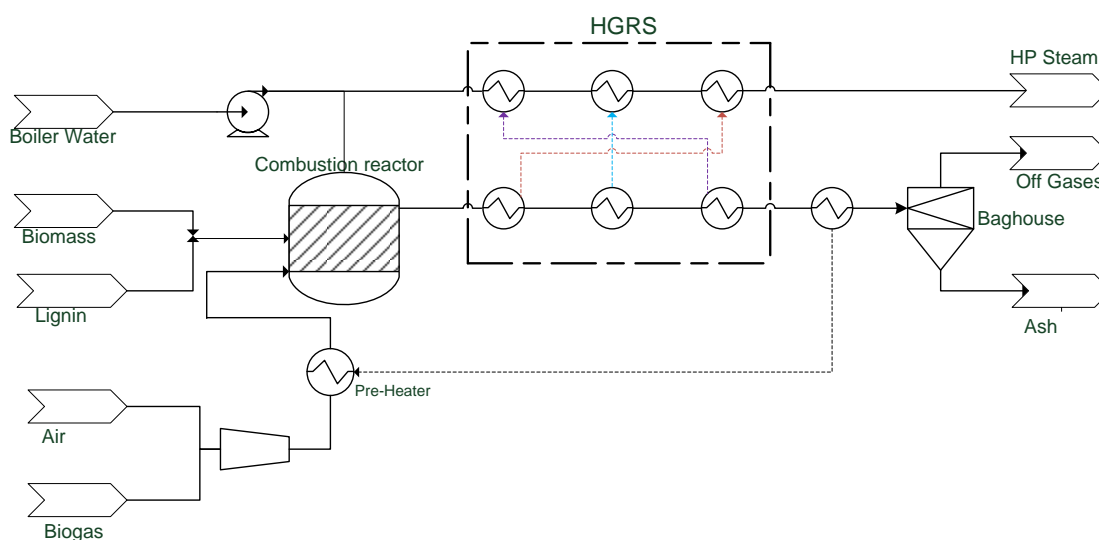 HGRS
HP Steam
Boiler Water
Combustion reactor
Off Gases
Biomass
Baghouse
Lignin
Ash
Pre-Heater
Air
Biogas